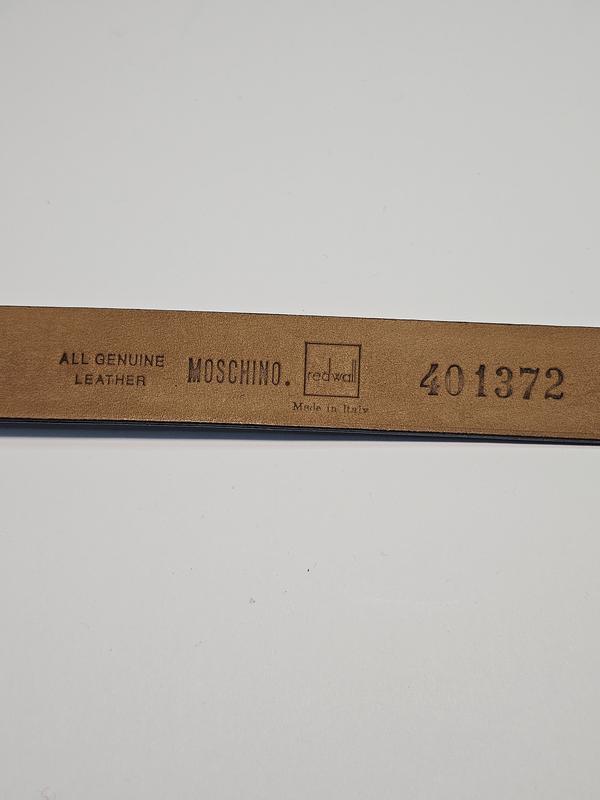 ALL GENUINE
LEATHER
MOSCHINO.
redwall
Made in Italy
401372